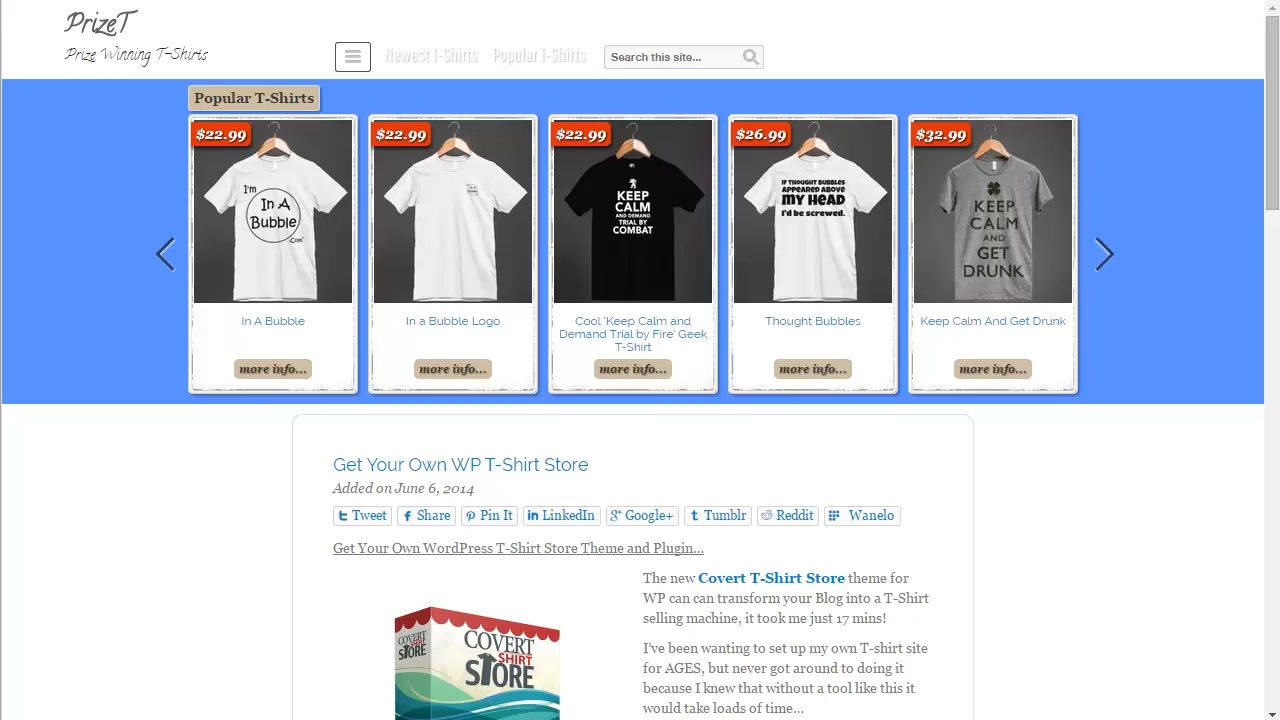 PrizeT
Prize Winning T-Shirts
Newest T-Shirts
Popular T-Shirts
Search this site...
Popular T-Shirts
$22.99
$22.99
$22.99
$26.99
$32.99
I'm
In A
Bubble
.Com
In a
Bubble
KEEP
CALM
AND DEMAND
TRIAL BY
COMBAT
IF THOUGHT BUBBLES
APPEARED ABOVE
MY HEAD
I'd be screwed.
KEEP
CALM
AND
GET
DRUNK
In A Bubble
In a Bubble Logo
Cool 'Keep Calm and
Demand Trial by Fire' Geek
T-Shirt
Thought Bubbles
Keep Calm And Get Drunk
more info...
more info...
more info...
more info...
more info...
Get Your Own WP T-Shirt Store
Added on June 6, 2014
Tweet
Share
Pin It
LinkedIn
Google+
Tumblr
Reddit
Wanelo
Get Your Own WordPress T-Shirt Store Theme and Plugin...
COVERT
SHIRT
STORE
COVERT
SHIRT
STORE
The new Covert T-Shirt Store theme for
WP can can transform your Blog into a T-Shirt
selling machine, it took me just 17 mins!
I've been wanting to set up my own T-shirt site
for AGES, but never got around to doing it
because I knew that without a tool like this it
would take loads of time...